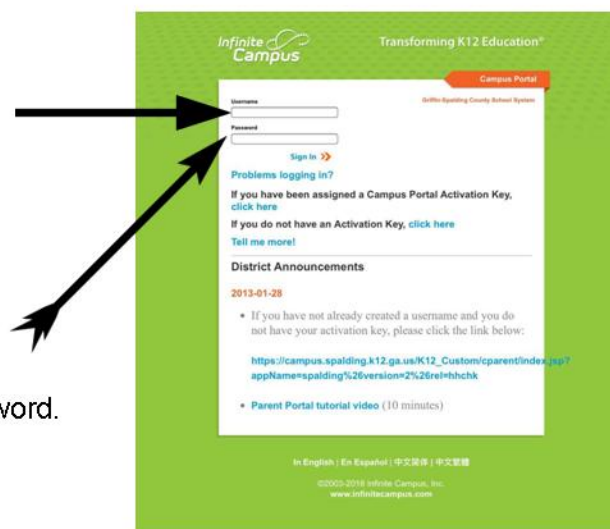 Infinite
Campus
Transforming K12 Education®
Campus Portal
Griffin-Spalding County School System
Username
Password
Sign In
Problems logging in?
If you have been assigned a Campus Portal Activation Key,
click here
If you do not have an Activation Key, click here
Tell me more!
District Announcements
2013-01-28
• If you have not already created a username and you do
not have your activation key, please click the link below:
https://campus.spalding.k12.ga.us/K12_Custom/cparent/index.jsp?
appName=spalding%26version=2%26rel=hhchk
• Parent Portal tutorial video (10 minutes)
word.
In English | En Español | 中文简体 | 中文繁體
©2003-2016 Infinite Campus, Inc.
www.infinitecampus.com